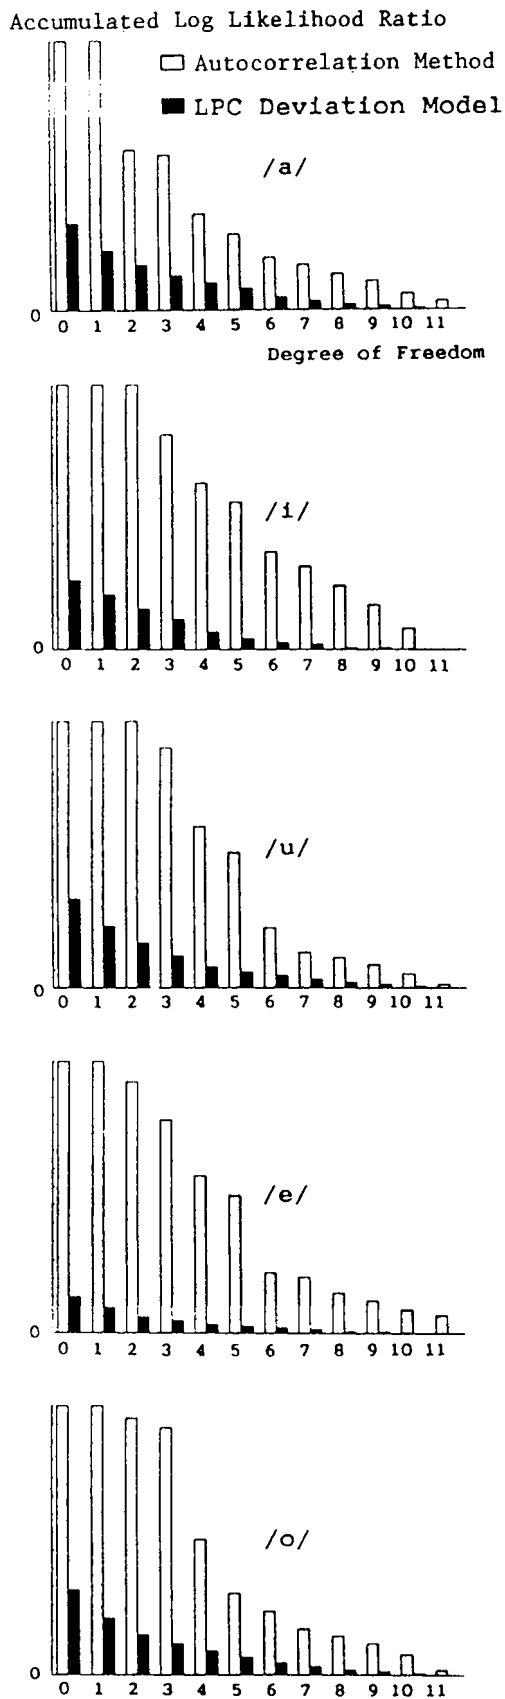 Accumulated Log Likelihood Ratio
Autocorrelation Method
LPC Deviation Model
/a/
0
0 1 2 3 4 5 6 7 8 9 10 11
Degree of Freedom
/i/
0
0 1 2 3 4 5 6 7 8 9 10 11
/u/
0
0 1 2 3 4 5 6 7 8 9 10 11
/e/
0
0 1 2 3 4 5 6 7 8 9 10 11
/o/
0
0 1 2 3 4 5 6 7 8 9 10 11